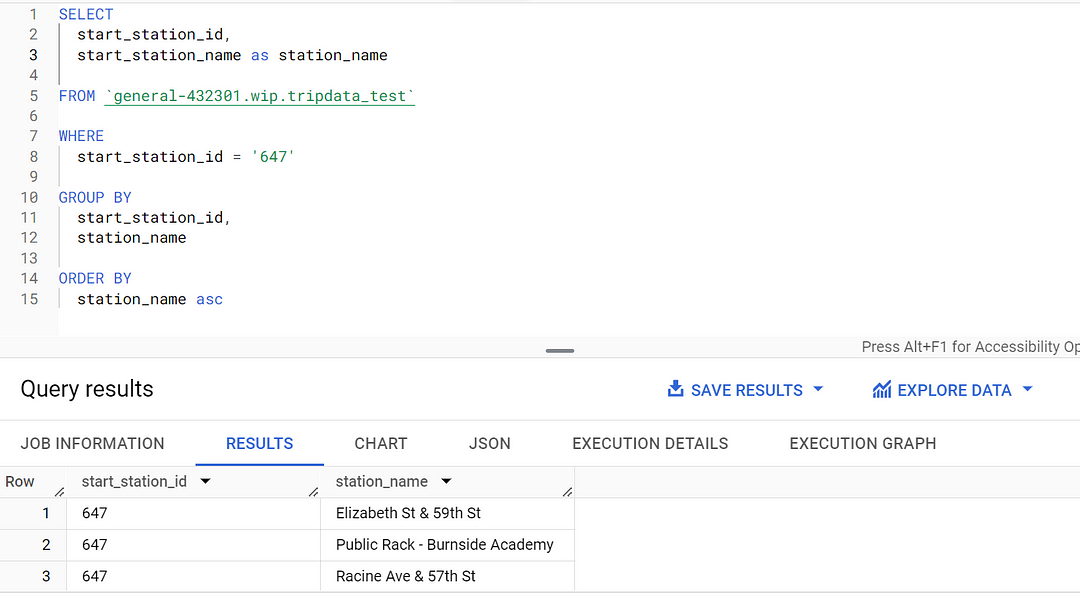 1 SELECT
2 start_station_id,
3 start_station_name as station_name
4
5 FROM `general-432301.wip.tripdata_test`
6
7 WHERE
8 start_station_id = '647'
9
10 GROUP BY
11 start_station_id,
12 station_name
13
14 ORDER BY
15 station_name asc
Press Alt+F1 for Accessibility Op
Query results SAVE RESULTS EXPLORE DATA
JOB INFORMATION RESULTS CHART JSON EXECUTION DETAILS EXECUTION GRAPH
Row start_station_id station_name
1 647 Elizabeth St & 59th St
2 647 Public Rack - Burnside Academy
3 647 Racine Ave & 57th St